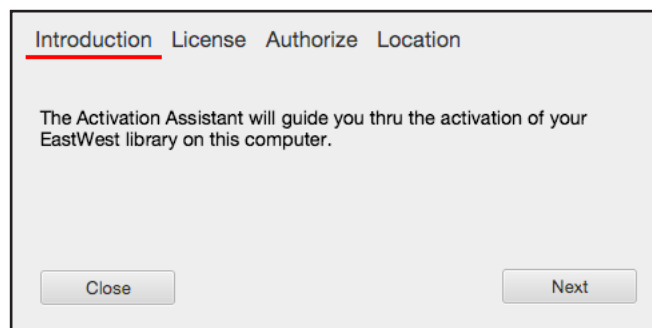 Introduction License Authorize Location
The Activation Assistant will guide you thru the activation of your
EastWest library on this computer.
Close Next